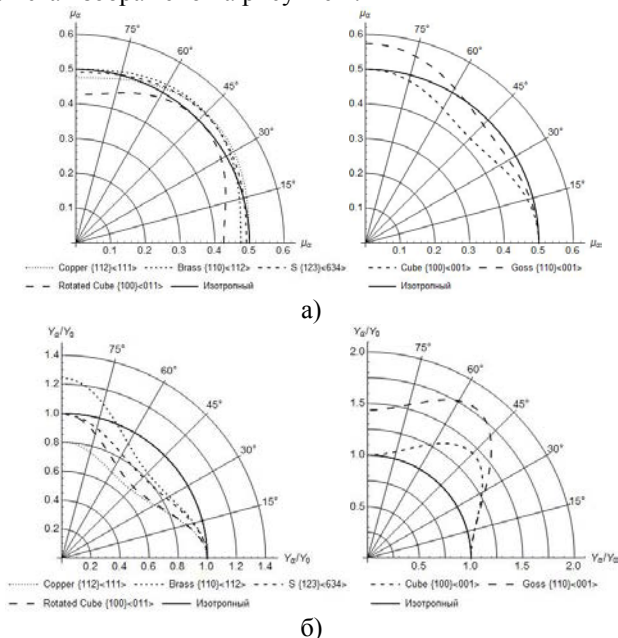 μα μα
0.6 75° 0.6 75°
0.5 60° 0.5 60°
0.4 45° 0.4 45°
0.3 30° 0.3 30°
0.2 15° 0.2 15°
0.1 0.1
0.1 0.2 0.3 0.4 0.5 0.6 μα 0.1 0.2 0.3 0.4 0.5 0.6 μα
Copper {112}<111> Brass {110}<112> S {123}<634> Cube {100}<001> Goss {110}<001>
Rotated Cube {100}<011> Изотропный Изотропный
а)
Yα/Y0 Yα/Y0
1.4 75° 2.0 75°
1.2 60° 60°
1.0 45° 1.5 45°
0.8 30° 1.0 30°
0.6 15° 15°
0.4 0.5
0.2
0.2 0.4 0.6 0.8 1.0 1.2 1.4 Yα/Y0 0.5 1.0 1.5 2.0 Yα/Y0
Copper {112}<111> Brass {110}<112> S {123}<634> Cube {100}<001> Goss {110}<001>
Rotated Cube {100}<011> Изотропный Изотропный
б)